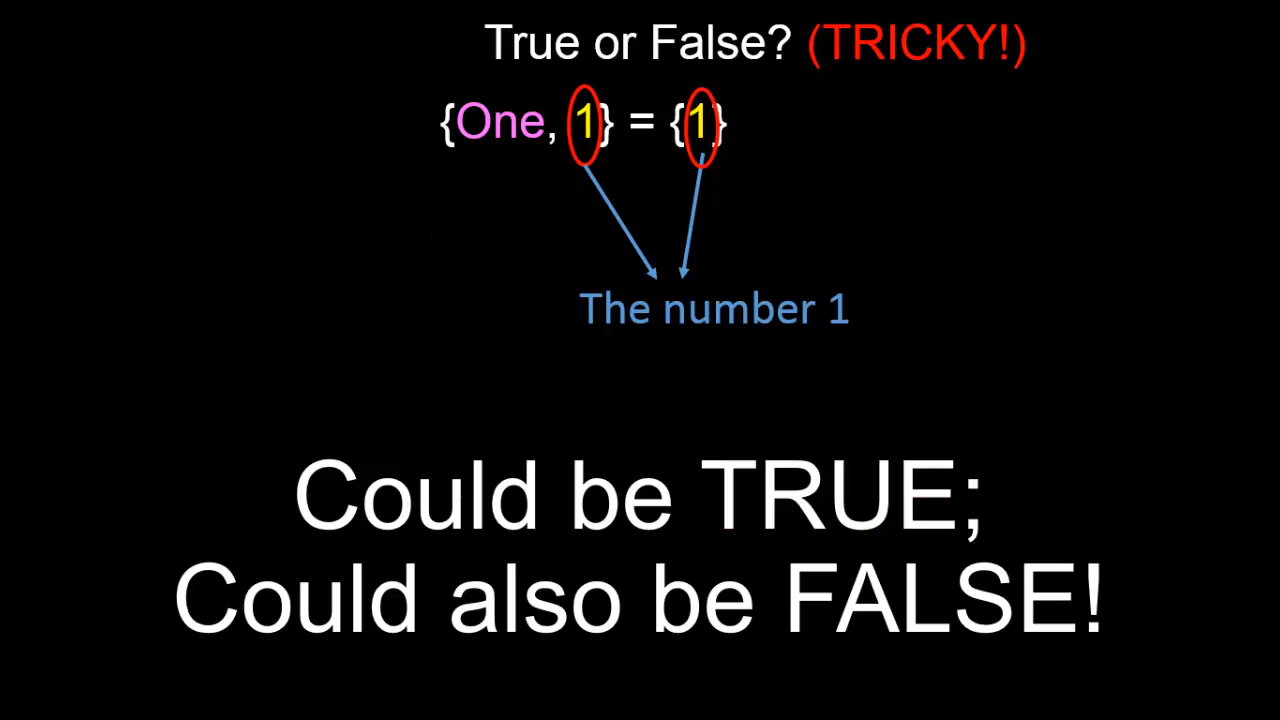 True or False? (TRICKY!)
{One, 1} = {1}
The number 1
Could be TRUE;
Could also be FALSE!